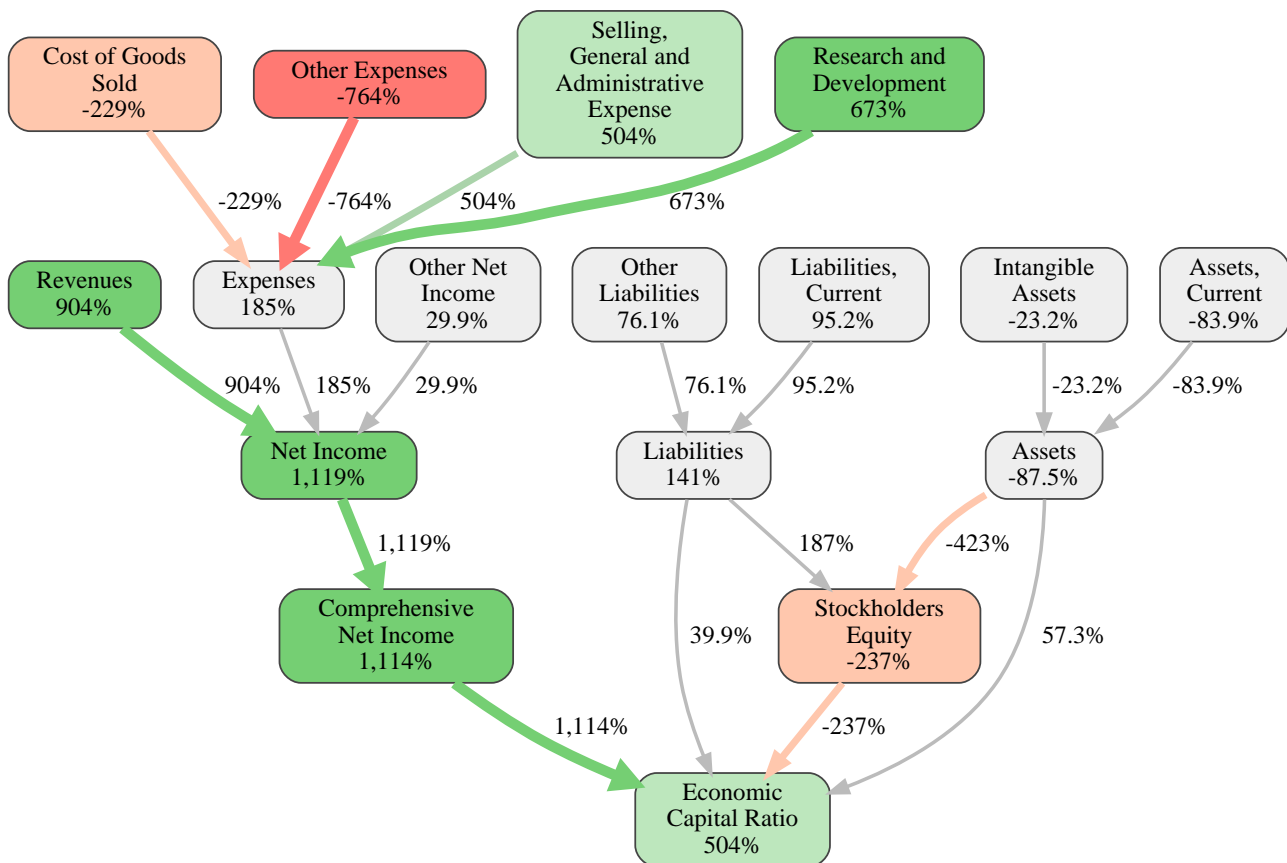 Cost of Goods
Sold
-229%
Other Expenses
-764%
Selling,
General and
Administrative
Expense
504%
Research and
Development
673%
-229%
-764%
504%
673%
Revenues
904%
Expenses
185%
Other Net
Income
29.9%
Other
Liabilities
76.1%
Liabilities,
Current
95.2%
Intangible
Assets
-23.2%
Assets,
Current
-83.9%
904%
185%
29.9%
76.1%
95.2%
-23.2%
-83.9%
Net Income
1,119%
Liabilities
141%
Assets
-87.5%
1,119%
187%
-423%
Comprehensive
Net Income
1,114%
39.9%
Stockholders
Equity
-237%
57.3%
1,114%
-237%
Economic
Capital Ratio
504%